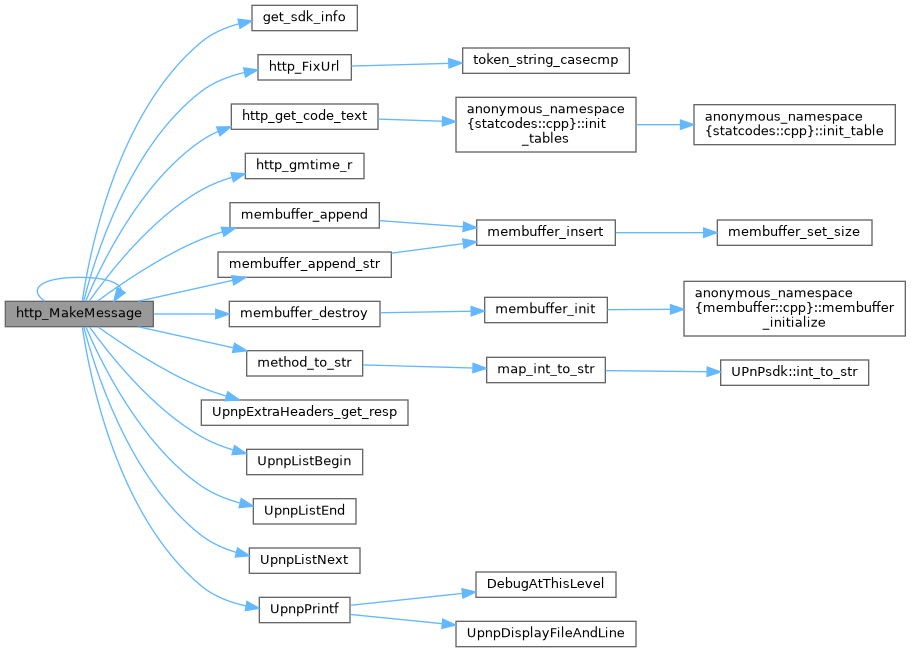 get_sdk_info
http_FixUrl
token_string_casecmp
http_get_code_text
anonymous_namespace
{statcodes::cpp}::init
_tables
anonymous_namespace
{statcodes::cpp}::init_table
http_gmtime_r
membuffer_append
membuffer_insert
membuffer_set_size
membuffer_append_str
http_MakeMessage
membuffer_destroy
membuffer_init
anonymous_namespace
{membuffer::cpp}::membuffer
_initialize
method_to_str
map_int_to_str
UPnPsdk::int_to_str
UpnpExtraHeaders_get_resp
UpnpListBegin
UpnpListEnd
UpnpListNext
UpnpPrintf
DebugAtThisLevel
UpnpDisplayFileAndLine